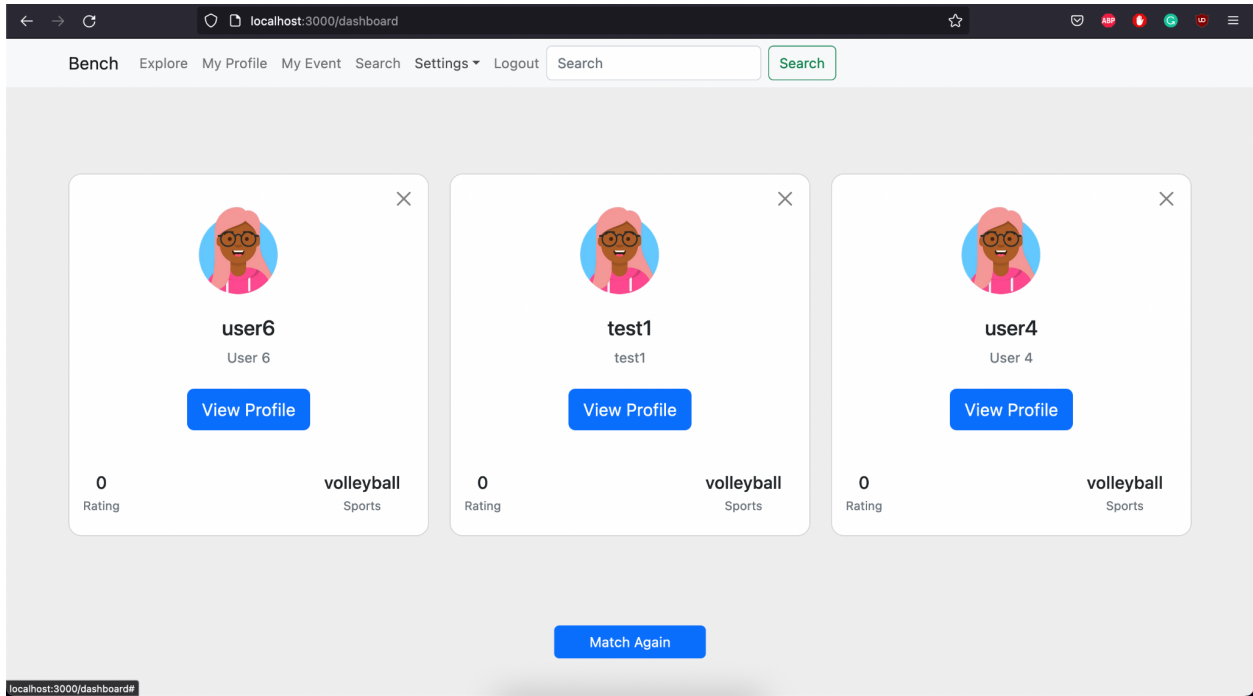 localhost:3000/dashboard
ABP G UD
Bench Explore My Profile My Event Search Settings Logout Search Search
user6 test1 user4
User 6 test1 User 4
View Profile View Profile View Profile
0 volleyball 0 volleyball 0 volleyball
Rating Sports Rating Sports Rating Sports
Match Again
localhost:3000/dashboard#